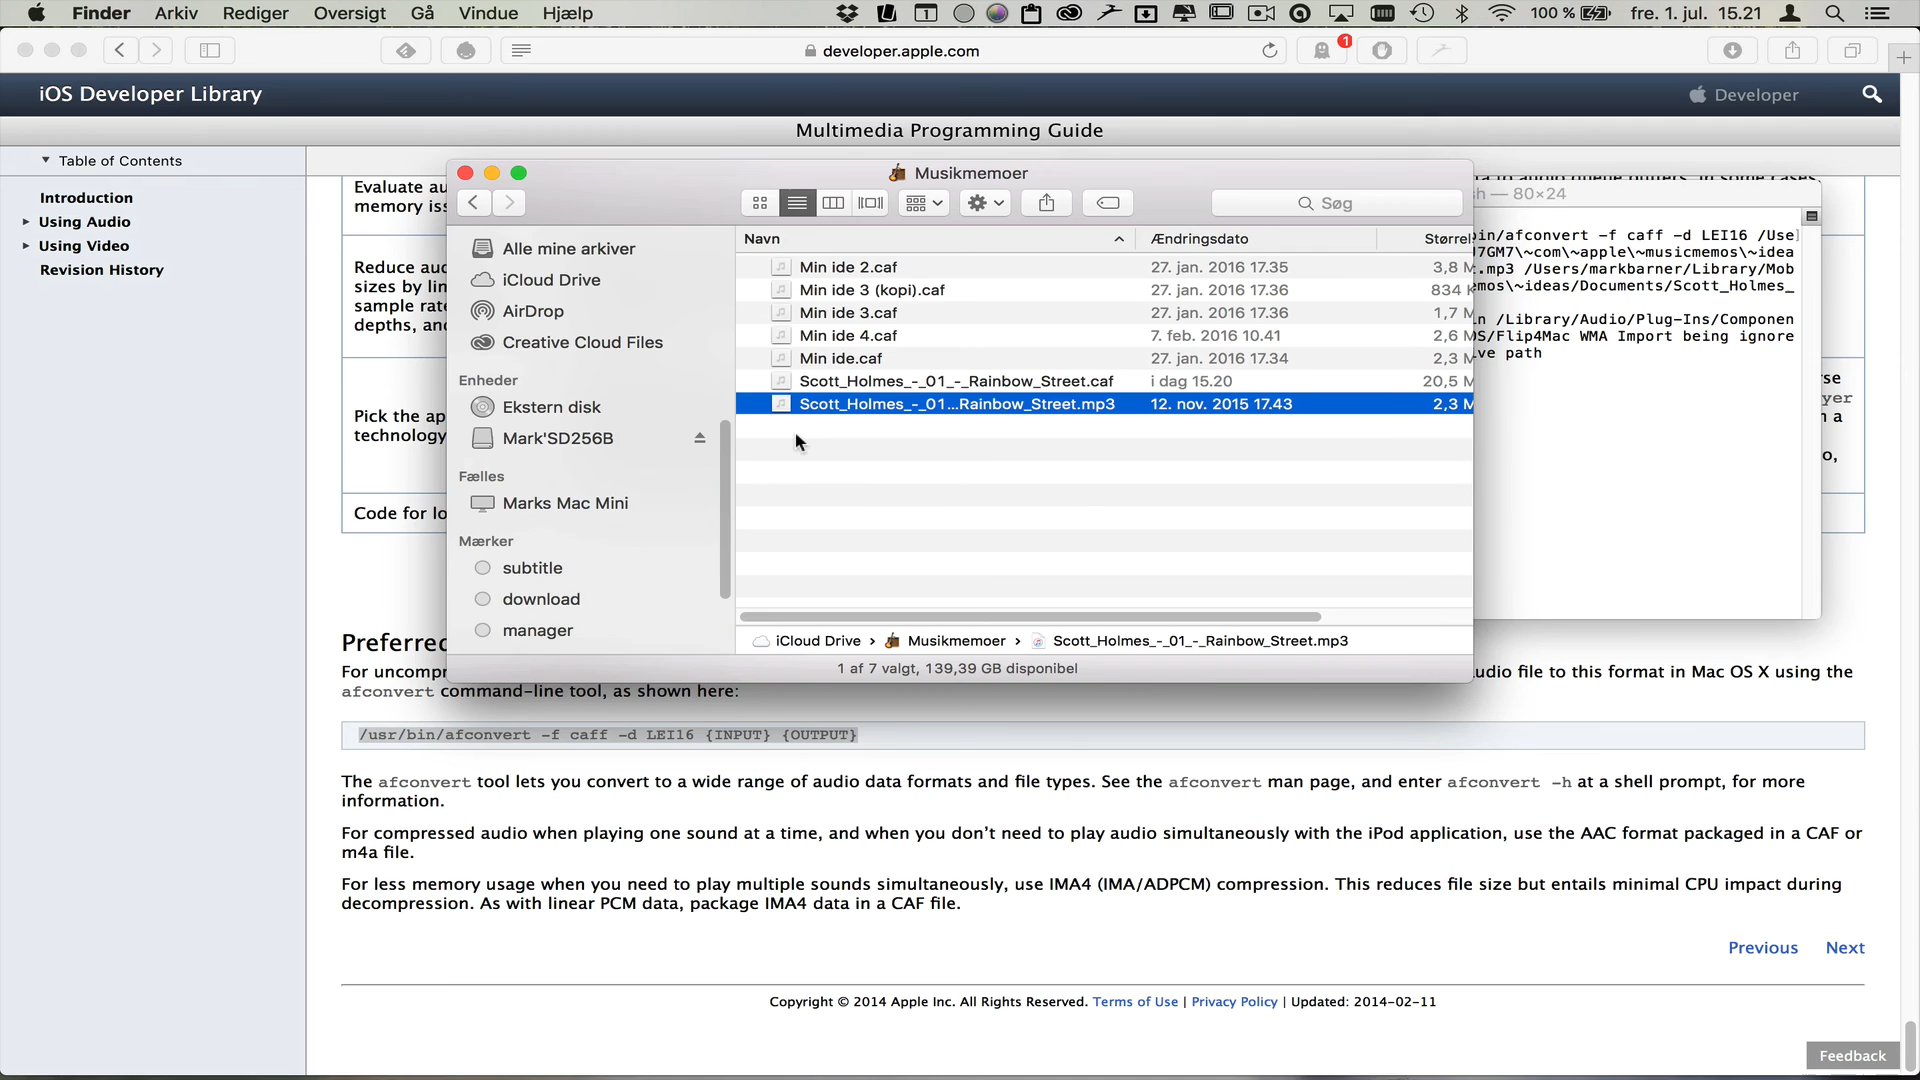 Finder Arkiv Rediger Oversigt Gå Vindue Hjælp 1 100 % fre. 1. jul. 15.21
developer.apple.com 1
iOS Developer Library Developer
Multimedia Programming Guide
Table of Contents
Introduction
Using Audio
Using Video
Revision History
Evaluate au
memory iss
Reduce aud
sizes by lin
sample rate
depths, and
Pick the ap
technology
Code for lo
Musikmemoer
Søg
Alle mine arkiver
iCloud Drive
AirDrop
Creative Cloud Files
Enheder
Ekstern disk
Mark'SD256B
Fælles
Marks Mac Mini
Mærker
subtitle
download
manager
Navn Ændringsdato Størrel
Min ide 2.caf 27. jan. 2016 17.35 3,8 M
Min ide 3 (kopi).caf 27. jan. 2016 17.36 834 K
Min ide 3.caf 27. jan. 2016 17.36 1,7 M
Min ide 4.caf 7. feb. 2016 10.41 2,6 M
Min ide.caf 27. jan. 2016 17.34 2,3 M
Scott_Holmes_-_01_-_Rainbow_Street.caf i dag 15.20 20,5 M
Scott_Holmes_-_01...Rainbow_Street.mp3 12. nov. 2015 17.43 2,3 M
iCloud Drive › Musikmemoer › Scott_Holmes_-_01_-_Rainbow_Street.mp3
1 af 7 valgt, 139,39 GB disponibel
sh — 80×24
in/afconvert -f caff -d LEI16 /Use
J7GM7\~com\~apple\~musicmemos\~idea
.mp3 /Users/markbarner/Library/Mob
emos\~ideas/Documents/Scott_Holmes_
in /Library/Audio/Plug-Ins/Componen
OS/Flip4Mac WMA Import being ignore
ive path
rse
yer
n a
o,
Preferred
For uncompr udio file to this format in Mac OS X using the
afconvert command-line tool, as shown here:
/usr/bin/afconvert -f caff -d LEI16 {INPUT} {OUTPUT}
The afconvert tool lets you convert to a wide range of audio data formats and file types. See the afconvert man page, and enter afconvert -h at a shell prompt, for more
information.
For compressed audio when playing one sound at a time, and when you don’t need to play audio simultaneously with the iPod application, use the AAC format packaged in a CAF or
m4a file.
For less memory usage when you need to play multiple sounds simultaneously, use IMA4 (IMA/ADPCM) compression. This reduces file size but entails minimal CPU impact during
decompression. As with linear PCM data, package IMA4 data in a CAF file.
Previous Next
Copyright © 2014 Apple Inc. All Rights Reserved. Terms of Use | Privacy Policy | Updated: 2014-02-11
Feedback